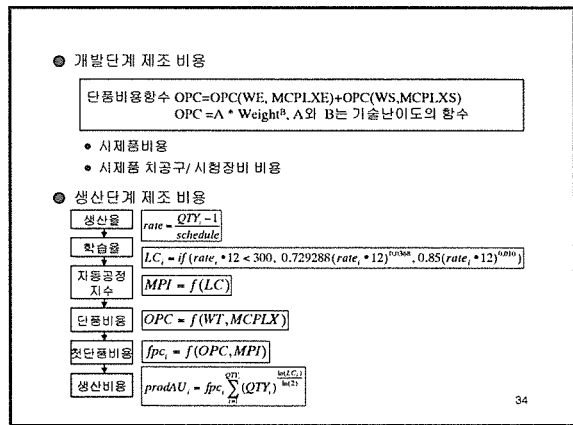 개발단계 제조 비용
단품비용함수 OPC=OPC(WE, MCPLXE)+OPC(WS,MCPLXS)
OPC =A * Weight^B, A와 B는 기술난이도의 함수
시제품비용
시제품 치공구/ 시험장비 비용
생산단계 제조 비용
생산율 rate = (QTY_i − 1) / schedule
학습율 LC_i = if (rate_i * 12 < 300, 0.729288(rate_i * 12)^0.0368, 0.85(rate_i * 12)^0.010)
자동공정 지수 MPI = f(LC)
단품비용 OPC = f(WT, MCPLX)
첫단품비용 fpc_i = f(OPC, MPI)
생산비용 prodAU_i = fpc_i ∑_{i=1}^{QTY_i} (QTY_i)^{ln(LC_i)/ln(2)}
34